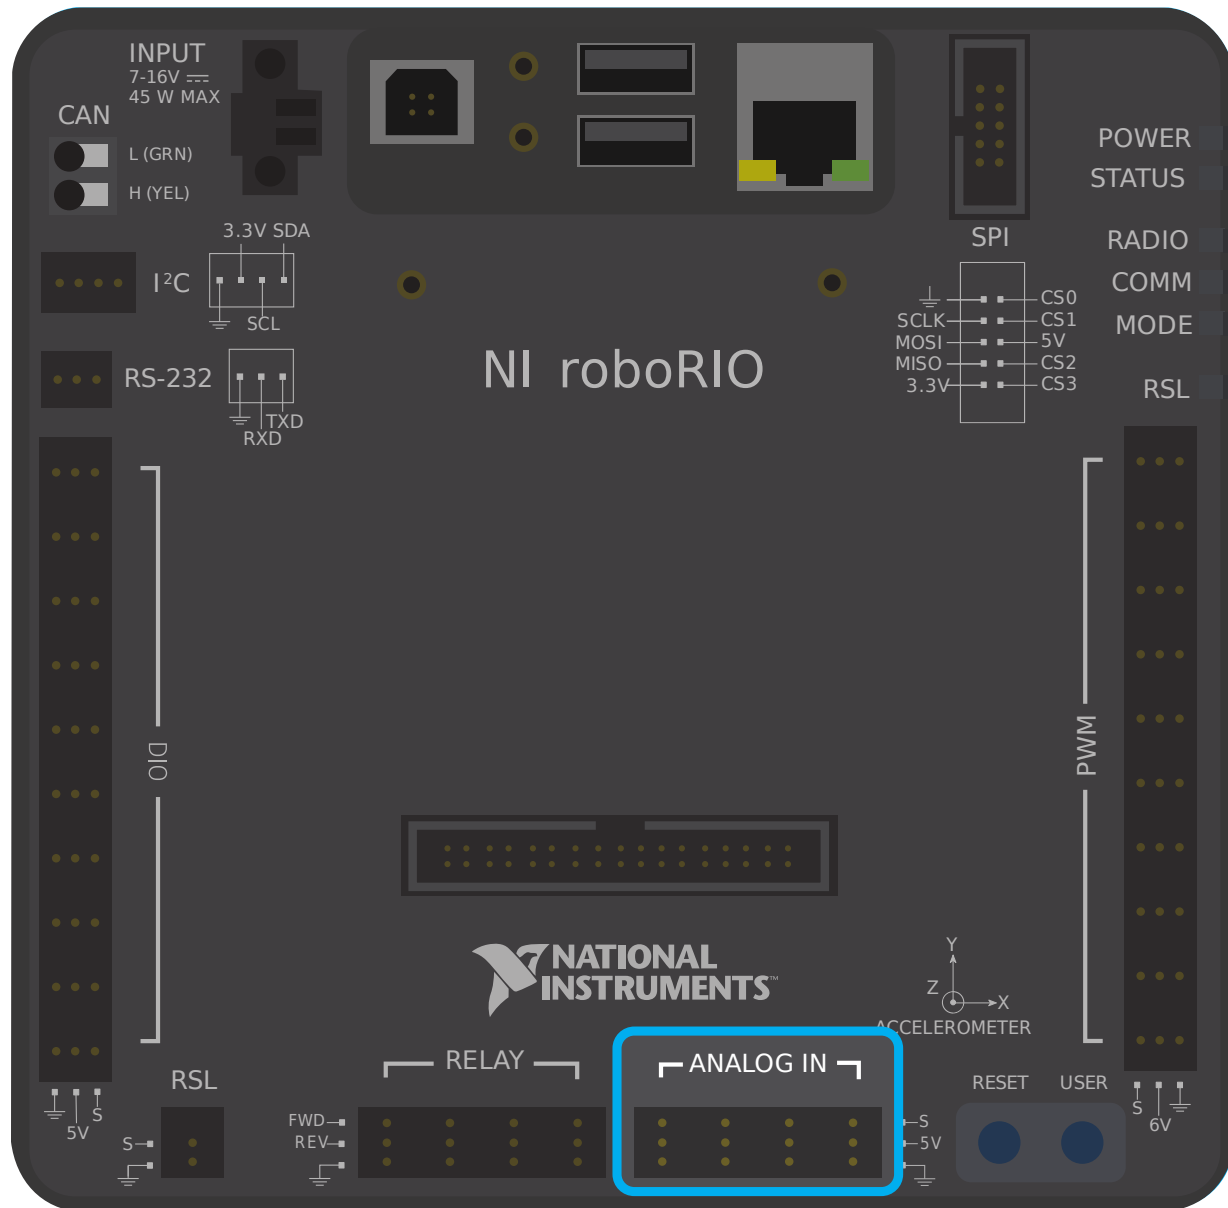 INPUT
7-16V
45 W MAX
CAN
L (GRN)
H (YEL)
POWER
STATUS
RADIO
COMM
MODE
RSL
SPI
CS0
SCLK
CS1
MOSI
5V
MISO
CS2
3.3V
CS3
3.3V SDA
I²C
SCL
RS-232
TXD
RXD
NI roboRIO
DIO
PWM
NATIONAL
INSTRUMENTS™
Y
Z
X
ACCELEROMETER
RELAY
ANALOG IN
RSL
RESET
USER
S
5V
S
6V
FWD
REV
S
S
5V